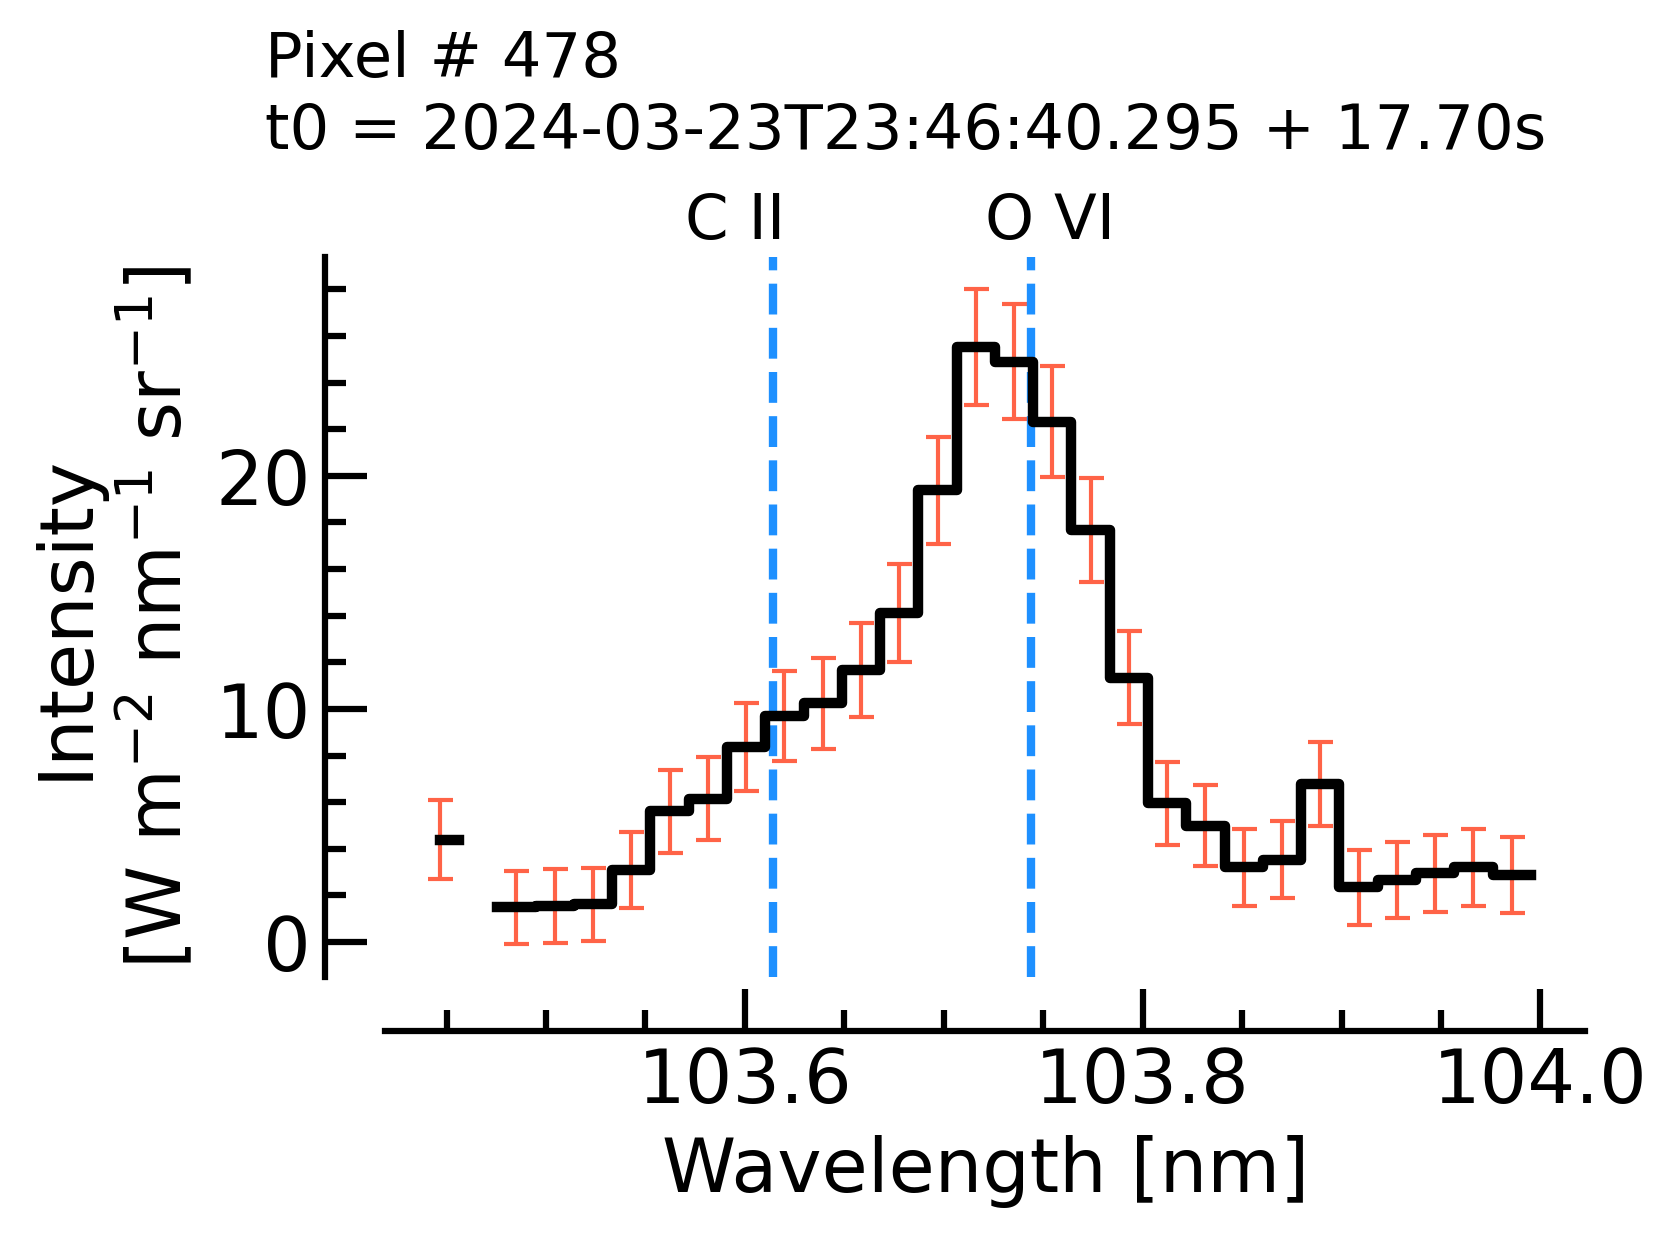 Pixel # 478
t0 = 2024-03-23T23:46:40.295 + 17.70s
C II O VI
Intensity
[W m⁻² nm⁻¹ sr⁻¹]
20
10
0
103.6 103.8 104.0
Wavelength [nm]